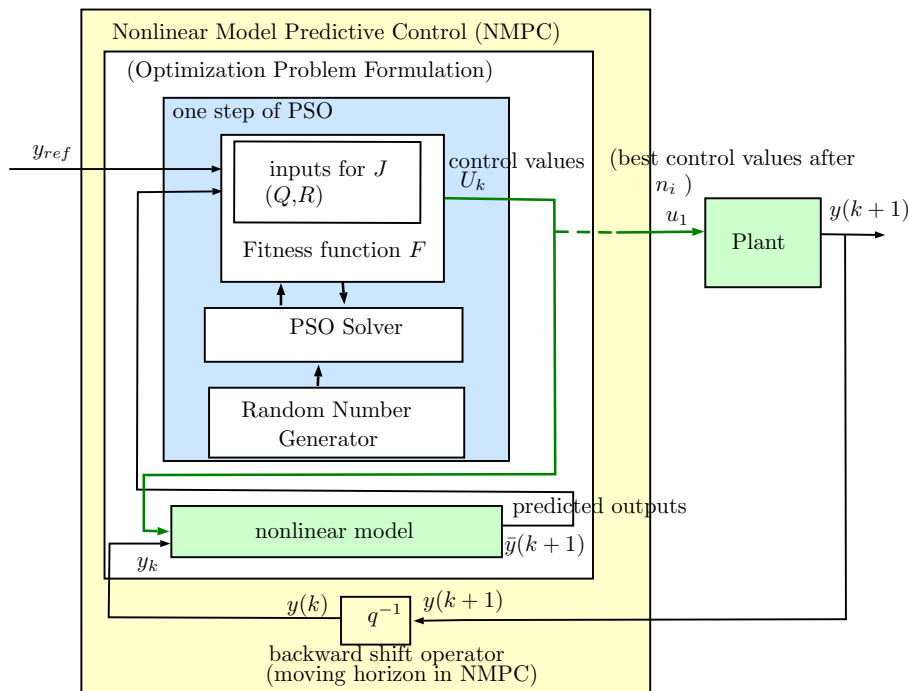 Nonlinear Model Predictive Control (NMPC)
(Optimization Problem Formulation)
one step of PSO
y_{ref}
inputs for J
(Q,R)
Fitness function F
control values
U_k
(best control values after
n_i )
u_1
Plant
y(k+1)
PSO Solver
Random Number
Generator
predicted outputs
nonlinear model
ȳ(k+1)
y_k
y(k)
q^{-1}
y(k+1)
backward shift operator
(moving horizon in NMPC)